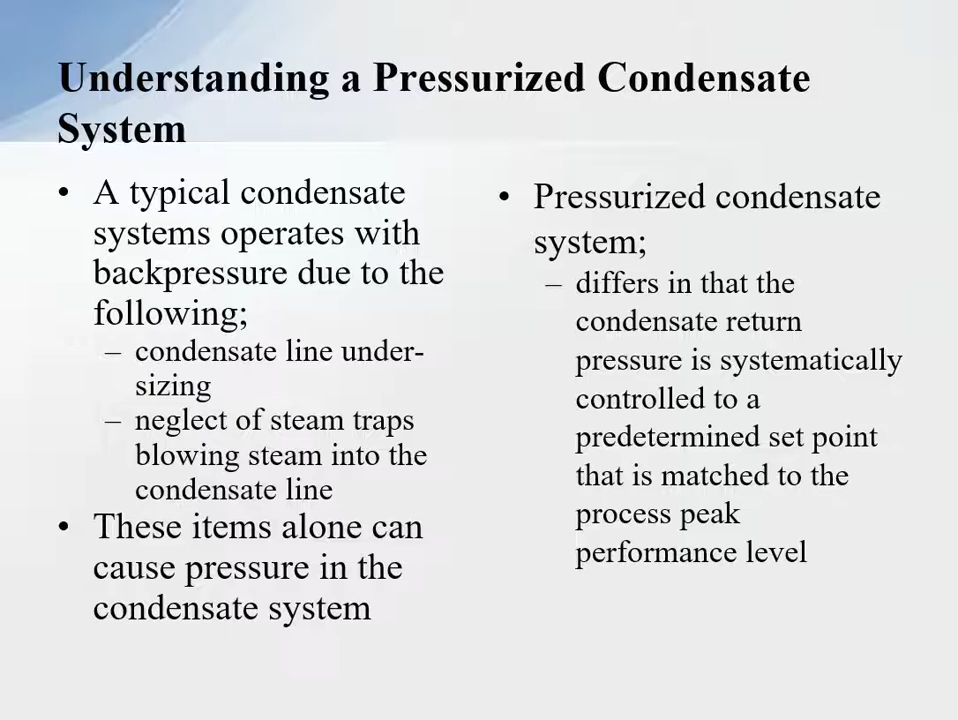 Understanding a Pressurized Condensate
System
• A typical condensate
systems operates with
backpressure due to the
following;
– condensate line under-
sizing
– neglect of steam traps
blowing steam into the
condensate line
• These items alone can
cause pressure in the
condensate system
• Pressurized condensate
system;
– differs in that the
condensate return
pressure is systematically
controlled to a
predetermined set point
that is matched to the
process peak
performance level